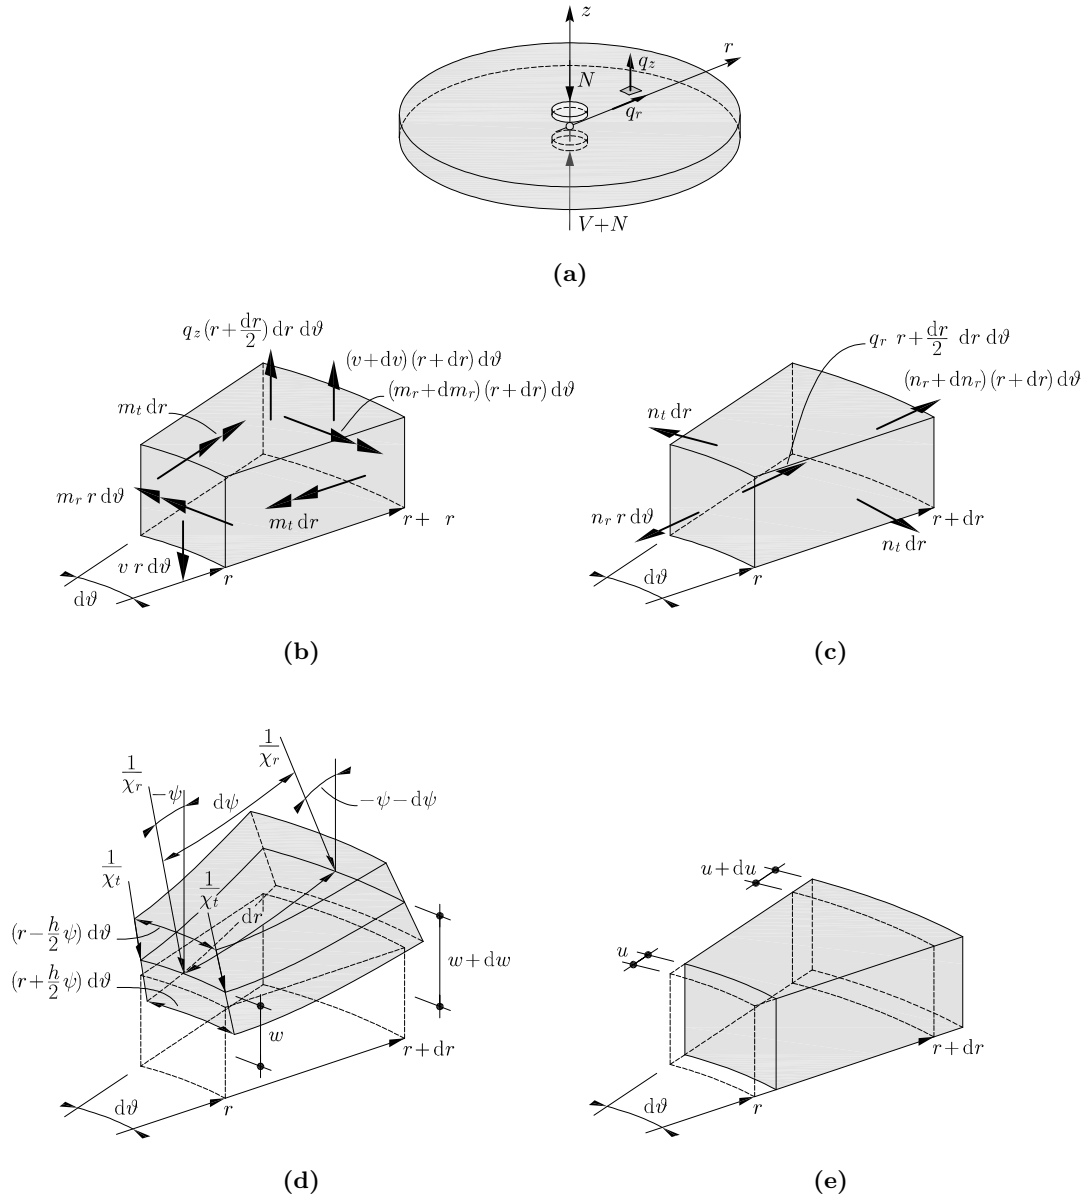 z
r
q_z
N
q_r
V+N
(a)
q_z (r+dr/2) dr dϑ
(v+dv)(r+dr)dϑ
(m_r+dm_r)(r+dr)dϑ
m_t dr
m_r r dϑ
m_t dr
v r dϑ
r+ r
r
dϑ
(b)
q_r r+dr/2 dr dϑ
(n_r+dn_r)(r+dr)dϑ
n_t dr
n_r r dϑ
n_t dr
r+dr
r
dϑ
(c)
1/χ_r
1/χ_r
−ψ
dψ
−ψ−dψ
1/χ_t
1/χ_t
dr
(r−h/2 ψ) dϑ
(r+h/2 ψ) dϑ
w+dw
w
r+dr
r
dϑ
(d)
u+du
u
r+dr
r
dϑ
(e)